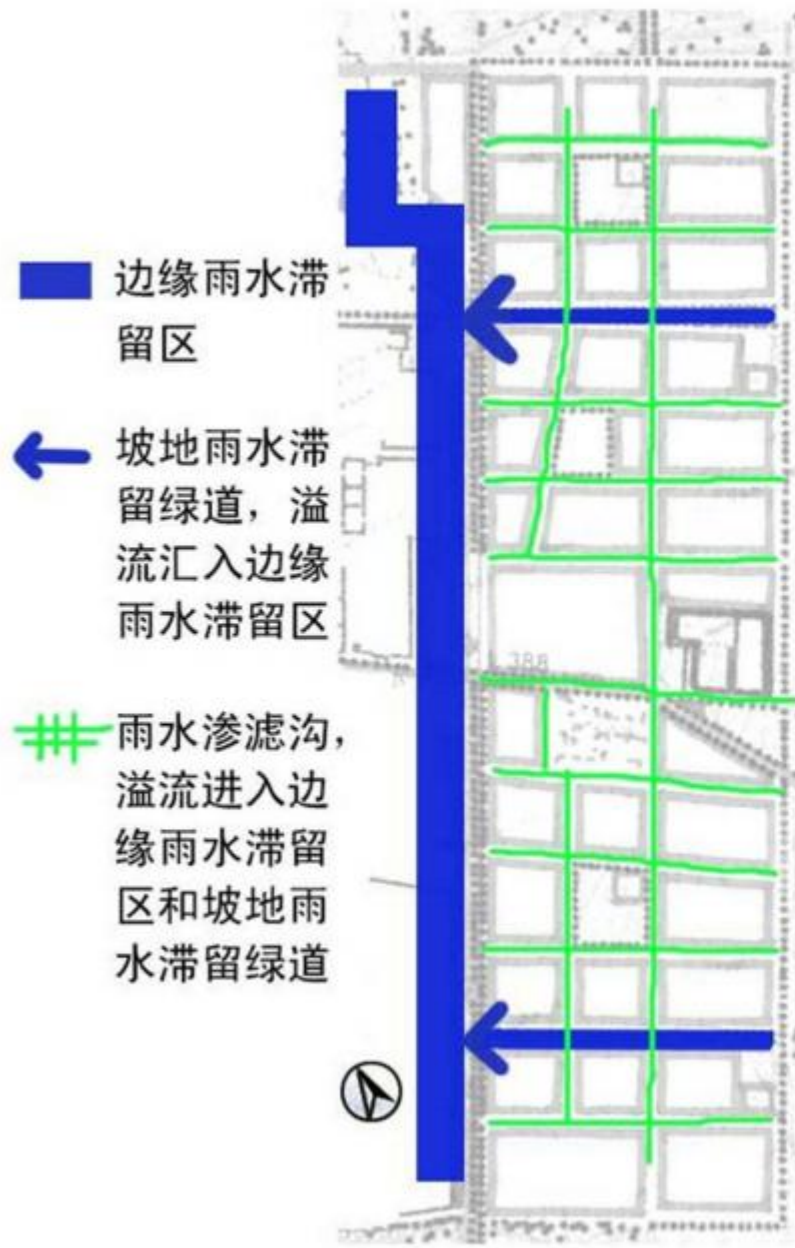 边缘雨水滞
留区
坡地雨水滞
留绿道，溢
流汇入边缘
雨水滞留区
雨水渗滤沟，
溢流进入边
缘雨水滞留
区和坡地雨
水滞留绿道
388